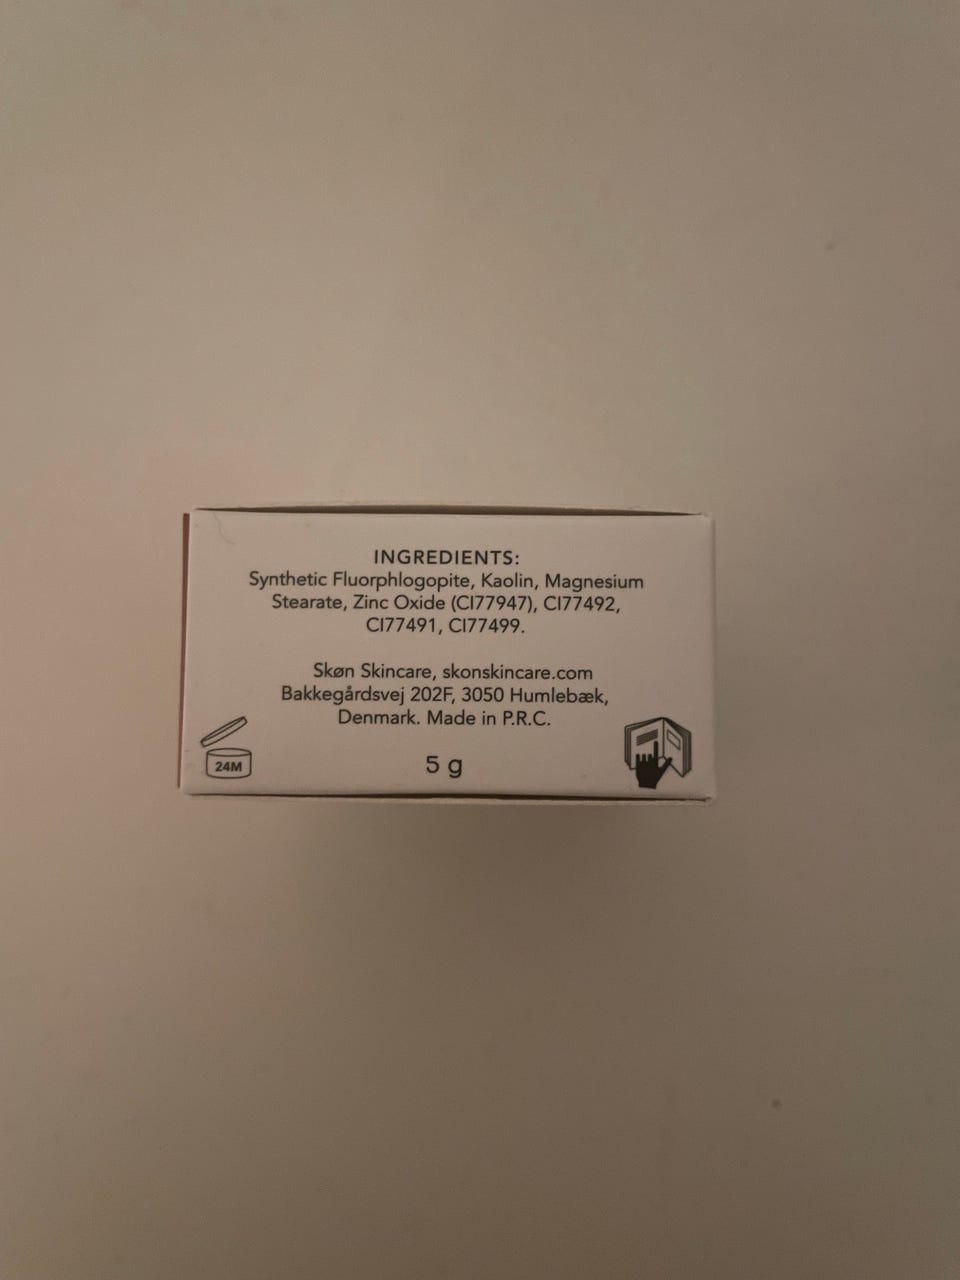 INGREDIENTS:
Synthetic Fluorphlogopite, Kaolin, Magnesium
Stearate, Zinc Oxide (CI77947), CI77492,
CI77491, CI77499.
Skøn Skincare, skonskincare.com
Bakkegårdsvej 202F, 3050 Humlebæk,
Denmark. Made in P.R.C.
24M
5 g